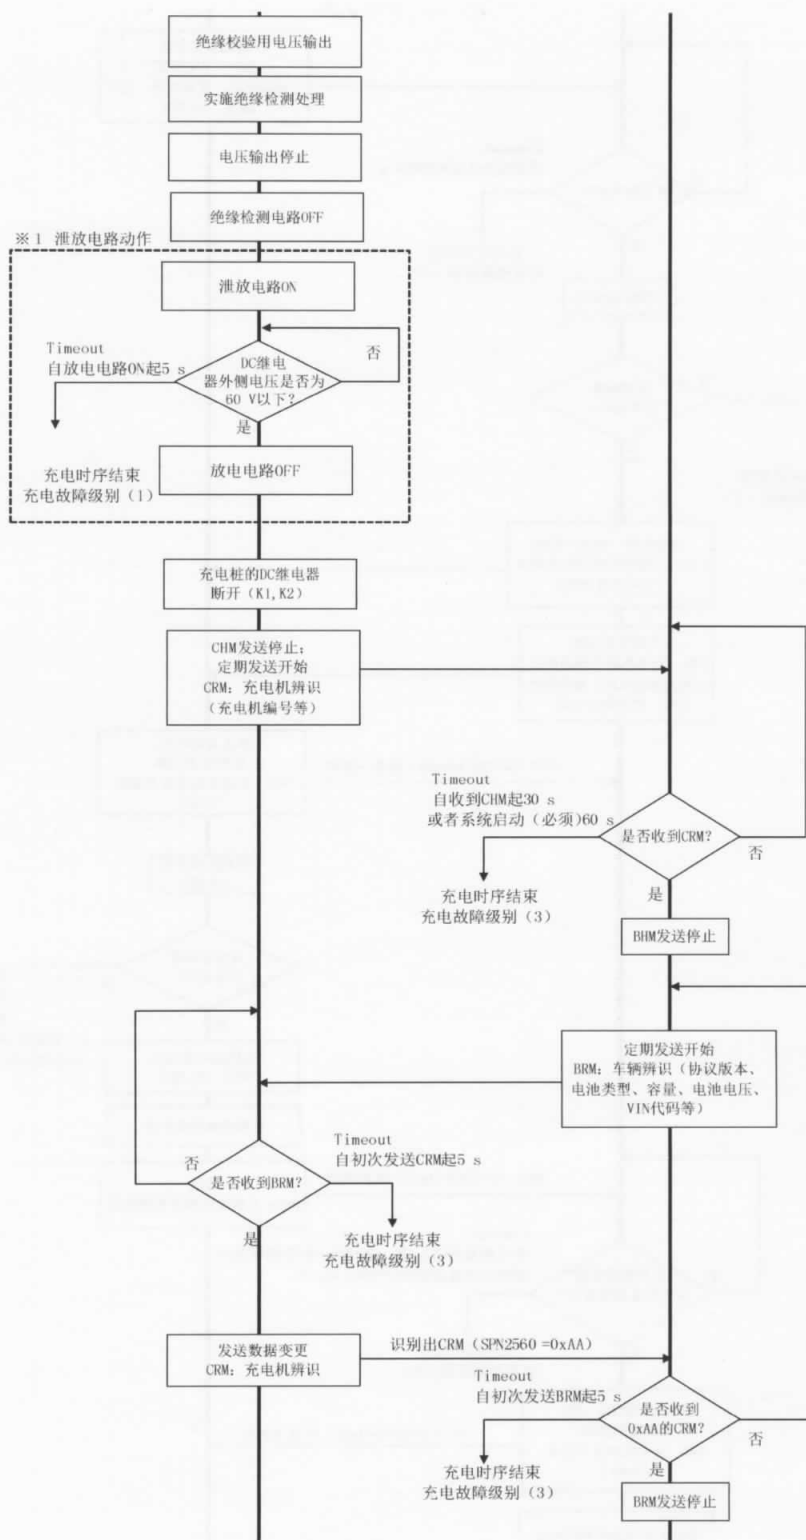 绝缘校验用电压输出
实施绝缘检测处理
电压输出停止
绝缘检测电路OFF
※1 泄放电路动作
泄放电路ON
Timeout
自放电电路ON起5 s
否
DC继电
器外侧电压是否为
60 V以下?
是
充电时序结束
充电故障级别(1)
放电电路OFF
充电桩的DC继电器
断开(K1,K2)
CHM发送停止;
定期发送开始
CRM:充电机辨识
(充电机编号等)
Timeout
自收到CHM起30 s
或者系统启动(必须)60 s
是否收到CRM?
否
充电时序结束
充电故障级别(3)
是
BHM发送停止
定期发送开始
BRM:车辆辨识(协议版本、
电池类型、容量、电池电压、
VIN代码等)
否
是否收到BRM?
Timeout
自初次发送CRM起5 s
是
充电时序结束
充电故障级别(3)
发送数据变更
CRM:充电机辨识
识别出CRM(SPN2560=0xAA)
Timeout
自初次发送BRM起5 s
是否收到
0xAA的CRM?
否
充电时序结束
充电故障级别(3)
是
BRM发送停止